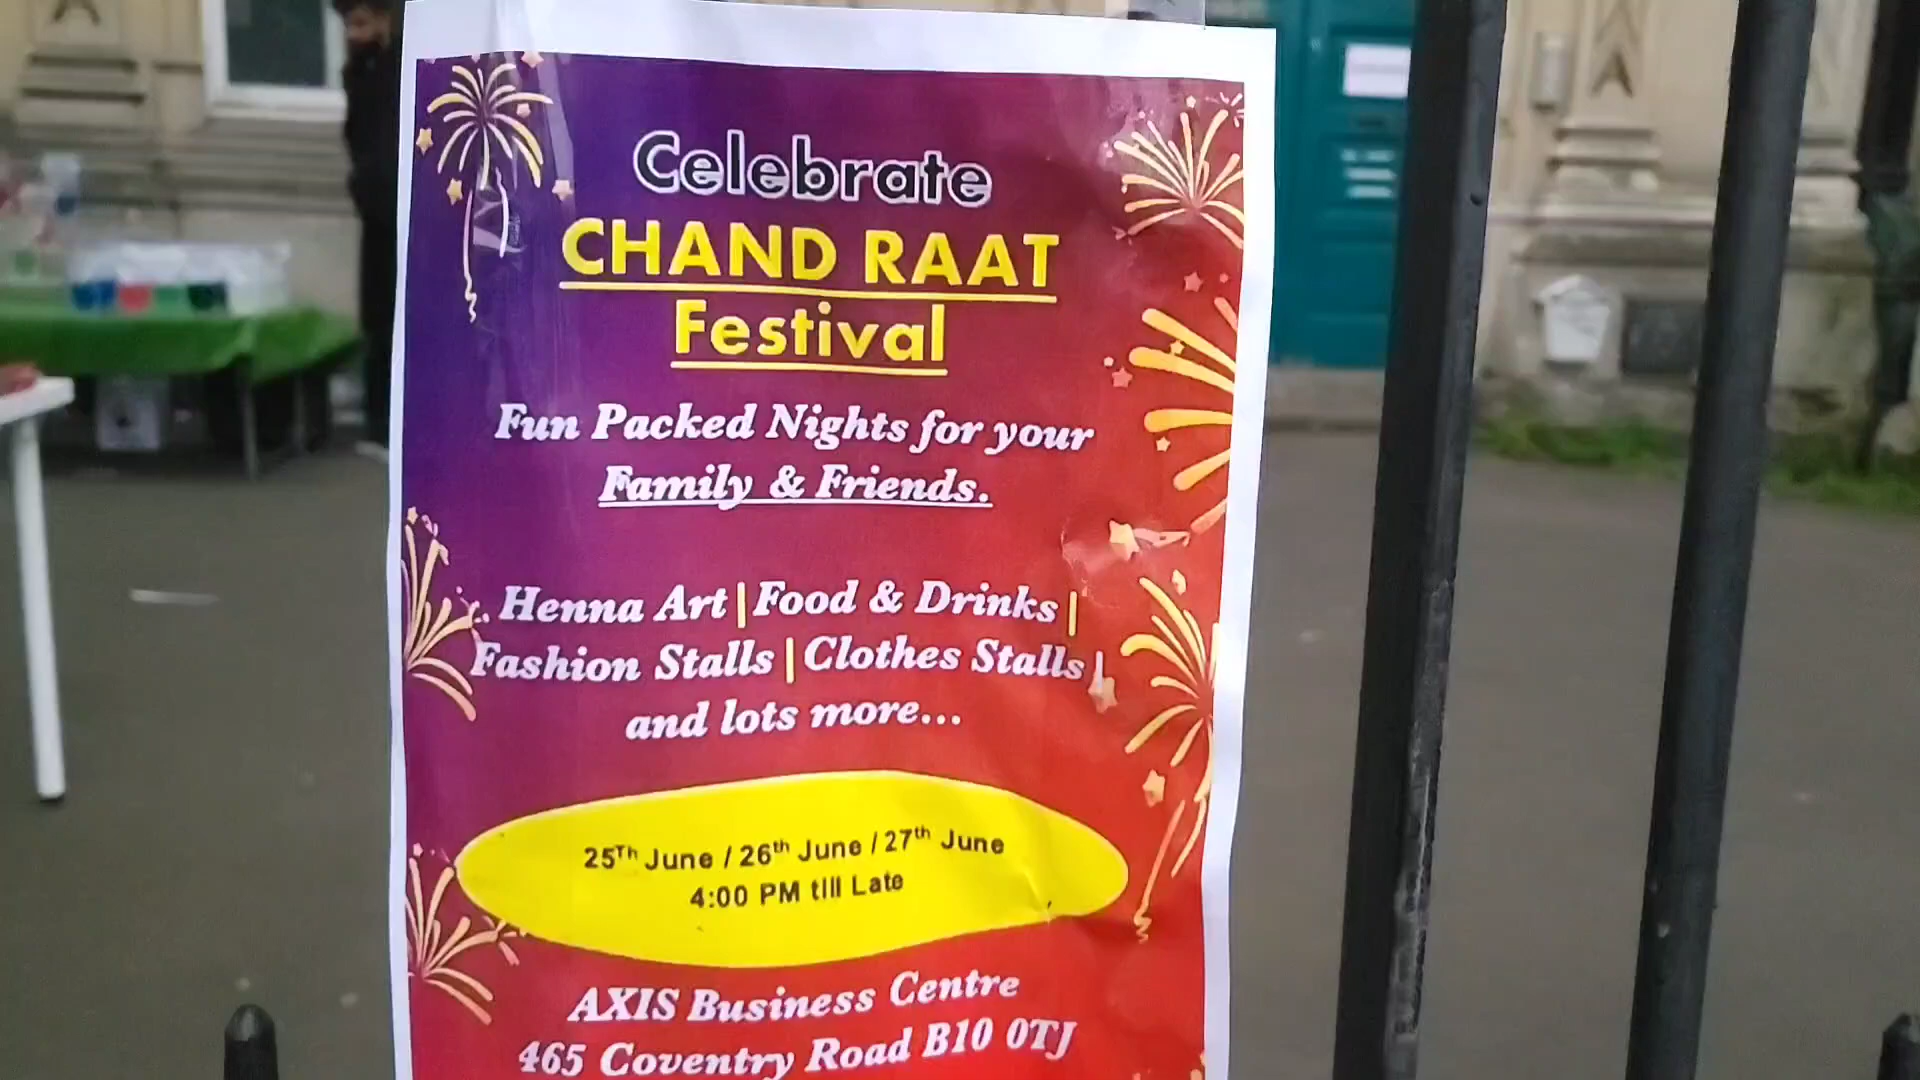 Celebrate
CHAND RAAT
Festival
Fun Packed Nights for your
Family & Friends.
Henna Art | Food & Drinks |
Fashion Stalls | Clothes Stalls |
and lots more...
25Th June / 26th June / 27th June
4:00 PM till Late
AXIS Business Centre
465 Coventry Road B10 0TJ